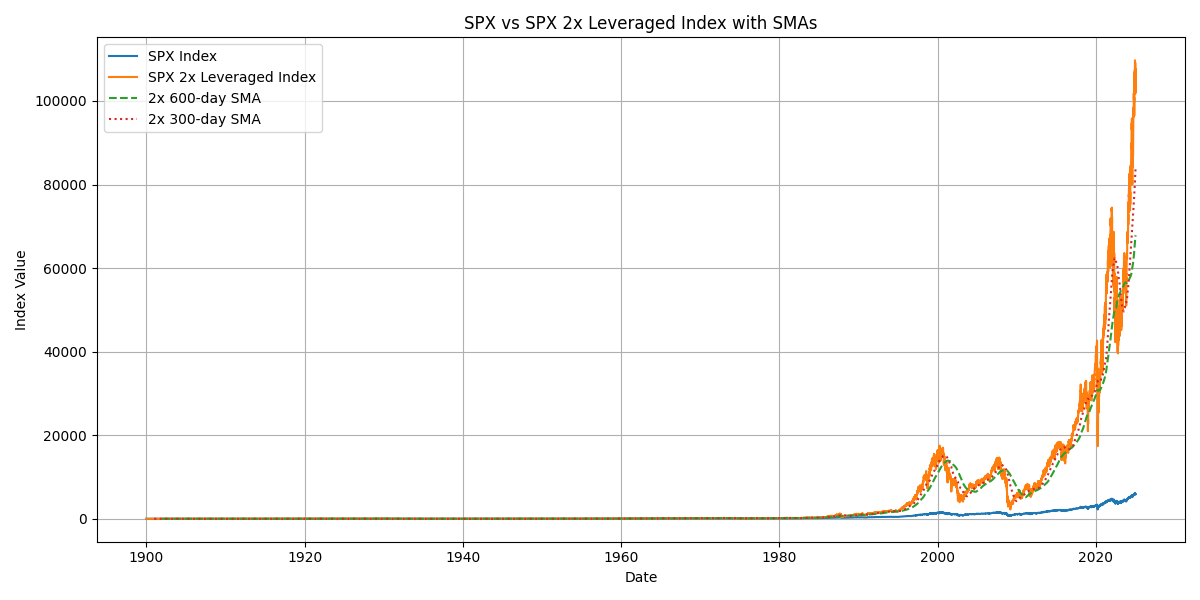 SPX vs SPX 2x Leveraged Index with SMAs
SPX Index
SPX 2x Leveraged Index
2x 600-day SMA
2x 300-day SMA
Index Value
100000
80000
60000
40000
20000
0
1900
1920
1940
1960
1980
2000
2020
Date